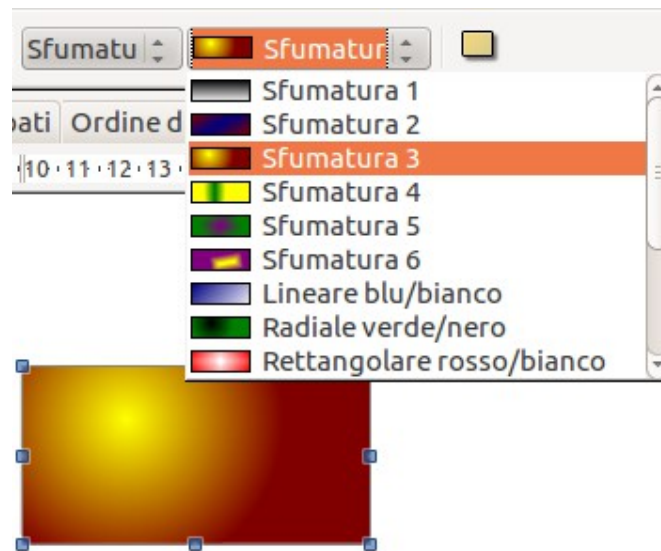 Sfumatu Sfumatur
Sfumatura 1
pati Ordine d
Sfumatura 2
10 11 12 13
Sfumatura 3
Sfumatura 4
Sfumatura 5
Sfumatura 6
Lineare blu/bianco
Radiale verde/nero
Rettangolare rosso/bianco